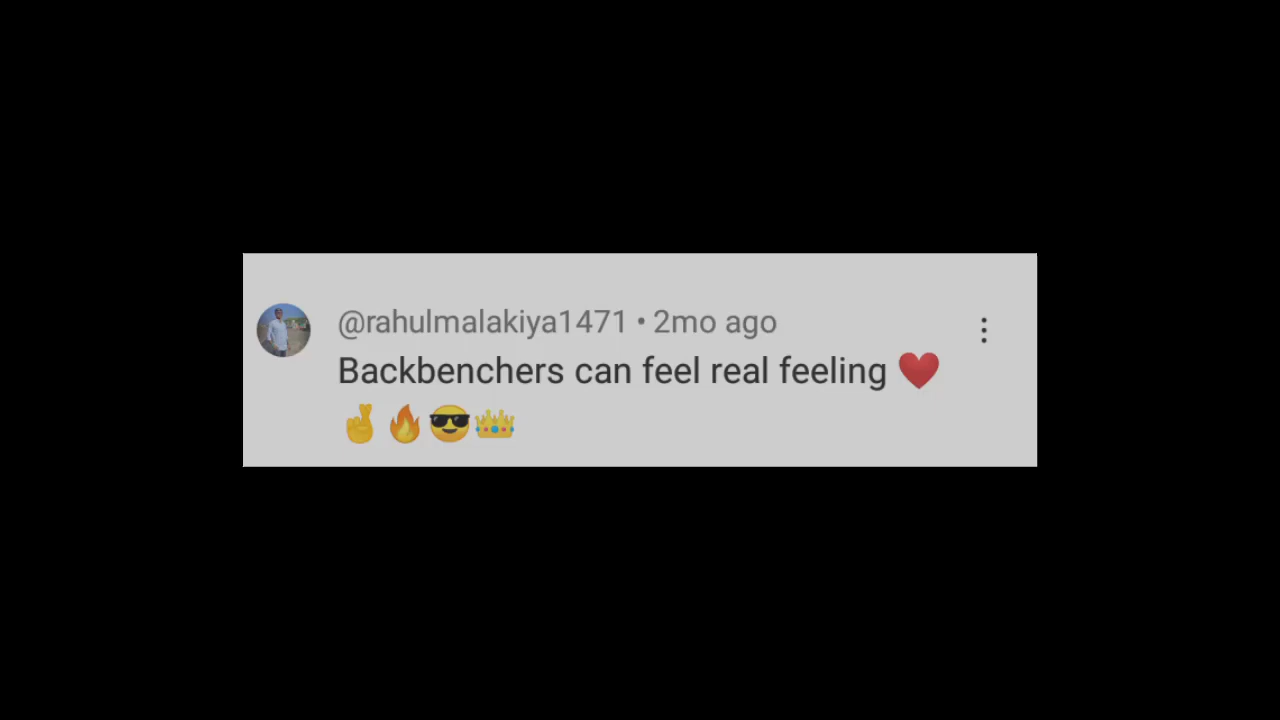 @rahulmalakiya1471 • 2mo ago
Backbenchers can feel real feeling ❤️
🤞🔥😎👑